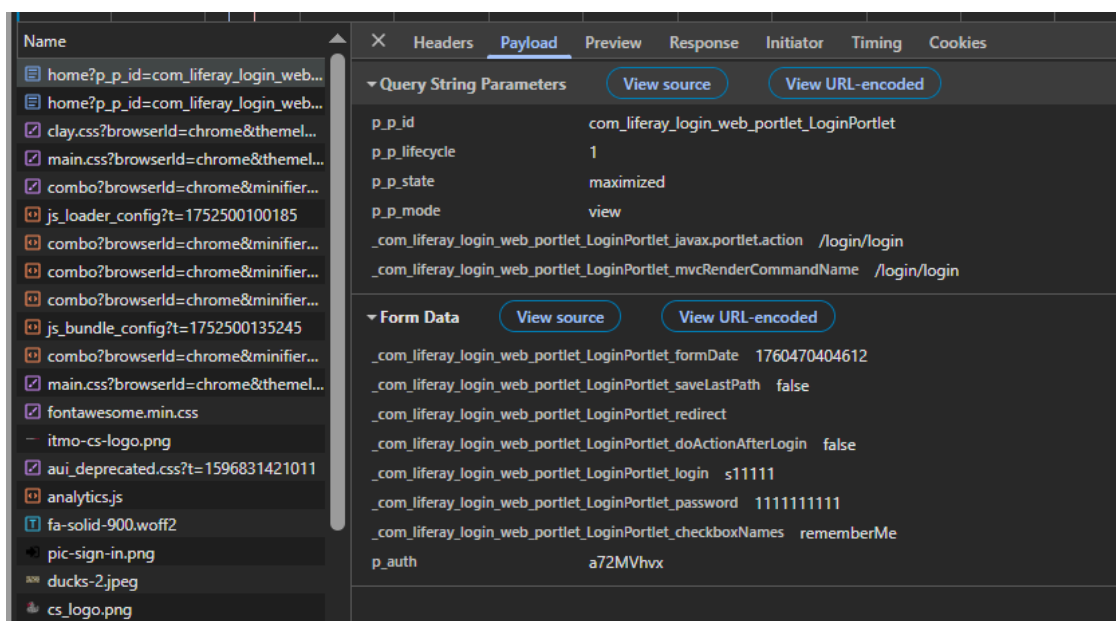 Name
home?p_p_id=com_liferay_login_web...
home?p_p_id=com_liferay_login_web...
clay.css?browserId=chrome&themeI...
main.css?browserId=chrome&themeI...
combo?browserId=chrome&minifier...
js_loader_config?t=1752500100185
combo?browserId=chrome&minifier...
combo?browserId=chrome&minifier...
combo?browserId=chrome&minifier...
js_bundle_config?t=1752500135245
combo?browserId=chrome&minifier...
main.css?browserId=chrome&themeI...
fontawesome.min.css
itmo-cs-logo.png
aui_deprecated.css?t=1596831421011
analytics.js
fa-solid-900.woff2
pic-sign-in.png
ducks-2.jpeg
cs_logo.png
Headers Payload Preview Response Initiator Timing Cookies
Query String Parameters View source View URL-encoded
p_p_id com_liferay_login_web_portlet_LoginPortlet
p_p_lifecycle 1
p_p_state maximized
p_p_mode view
_com_liferay_login_web_portlet_LoginPortlet_javax.portlet.action /login/login
_com_liferay_login_web_portlet_LoginPortlet_mvcRenderCommandName /login/login
Form Data View source View URL-encoded
_com_liferay_login_web_portlet_LoginPortlet_formDate 1760470404612
_com_liferay_login_web_portlet_LoginPortlet_saveLastPath false
_com_liferay_login_web_portlet_LoginPortlet_redirect
_com_liferay_login_web_portlet_LoginPortlet_doActionAfterLogin false
_com_liferay_login_web_portlet_LoginPortlet_login s11111
_com_liferay_login_web_portlet_LoginPortlet_password 1111111111
_com_liferay_login_web_portlet_LoginPortlet_checkboxNames rememberMe
p_auth a72MVhvx